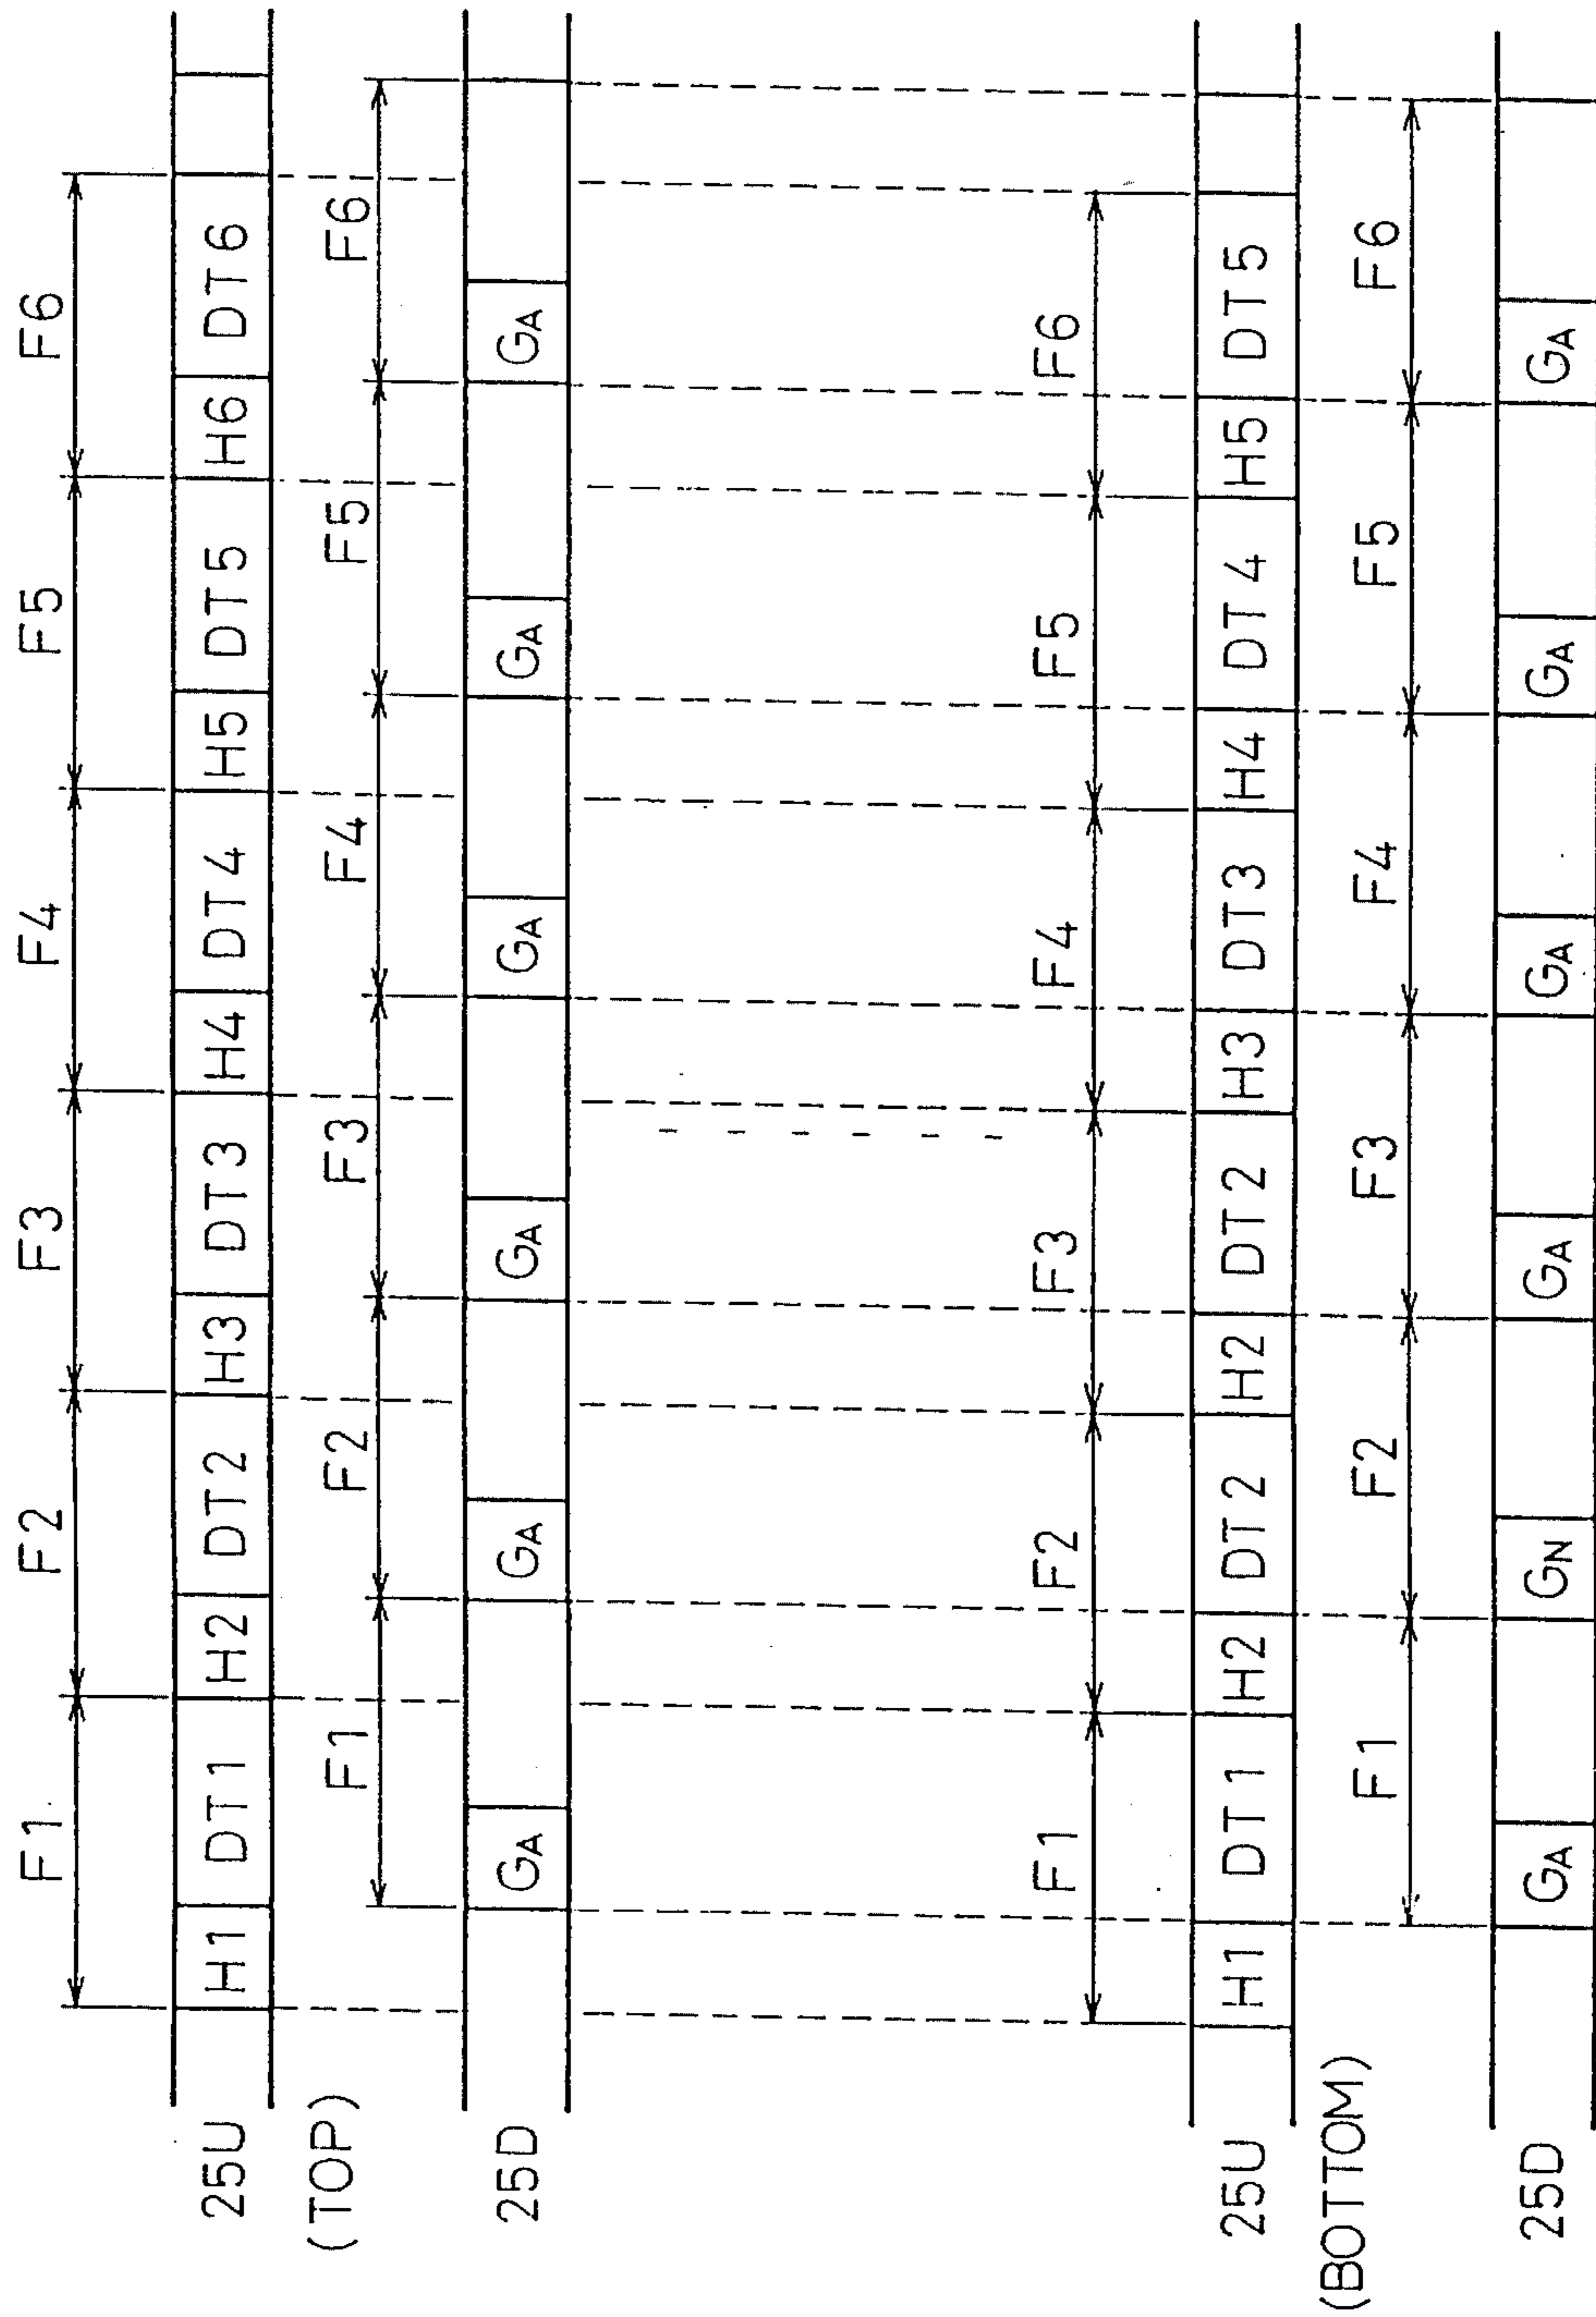 F1 F2 F3 F4 F5 F6
25U H1 DT1 H2 DT2 H3 DT3 H4 DT4 H5 DT5 H6 DT6
(TOP) F1 F2 F3 F4 F5 F6
25D GA GA GA GA GA GA
F1 F2 F3 F4 F5 F6
25U H1 DT1 H2 DT2 H2 DT2 H3 DT3 H4 DT4 H5 DT5
(BOTTOM) F1 F2 F3 F4 F5 F6
25D GA GN GA GA GA GA